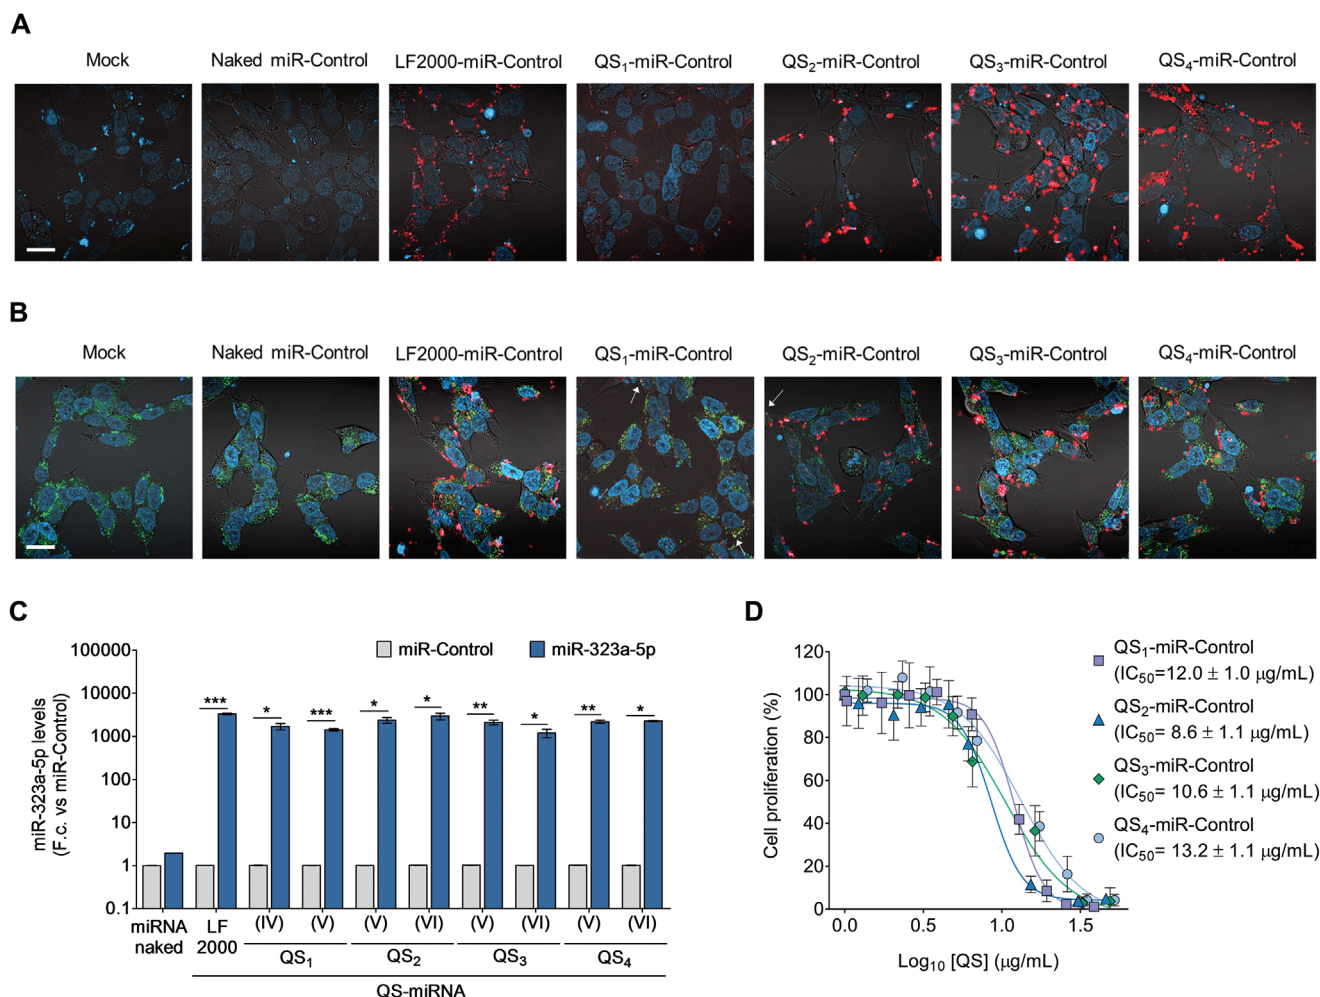 A
Mock
Naked miR-Control
LF2000-miR-Control
QS1-miR-Control
QS2-miR-Control
QS3-miR-Control
QS4-miR-Control
B
Mock
Naked miR-Control
LF2000-miR-Control
QS1-miR-Control
QS2-miR-Control
QS3-miR-Control
QS4-miR-Control
C
miR-323a-5p levels
(F.c. vs miR-Control)
100000
10000
1000
100
10
1
0.1
miR-Control
miR-323a-5p
***
*
***
*
*
**
*
**
*
miRNA
naked
LF
2000
(IV)
(V)
(V)
(VI)
(V)
(VI)
(V)
(VI)
QS1
QS2
QS3
QS4
QS-miRNA
D
Cell proliferation (%)
120
100
80
60
40
20
0
0.0
0.5
1.0
1.5
Log10 [QS] (µg/mL)
QS1-miR-Control
(IC50=12.0 ± 1.0 µg/mL)
QS2-miR-Control
(IC50= 8.6 ± 1.1 µg/mL)
QS3-miR-Control
(IC50= 10.6 ± 1.1 µg/mL)
QS4-miR-Control
(IC50= 13.2 ± 1.1 µg/mL)